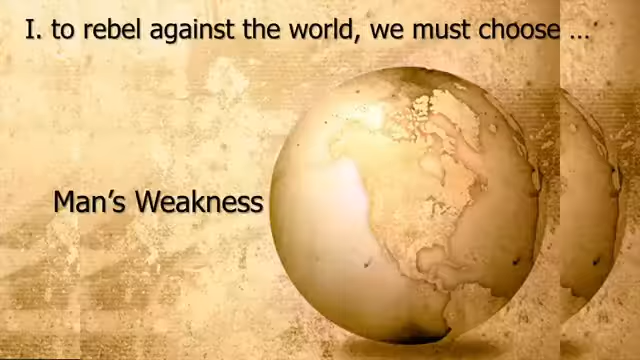 I. to rebel against the world, we must choose …
Man’s Weakness